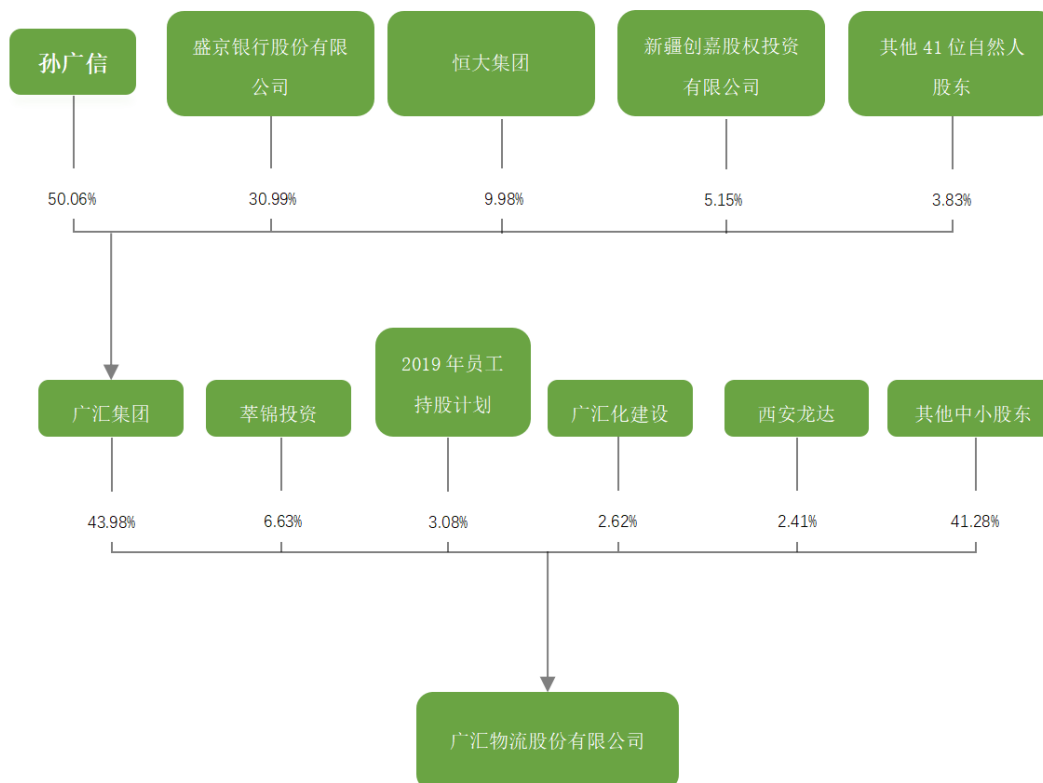 孙广信
盛京银行股份有限
公司
恒大集团
新疆创嘉股权投资
有限公司
其他 41 位自然人
股东
50.06%
30.99%
9.98%
5.15%
3.83%
广汇集团
萃锦投资
2019 年员工
持股计划
广汇化建设
西安龙达
其他中小股东
43.98%
6.63%
3.08%
2.62%
2.41%
41.28%
广汇物流股份有限公司